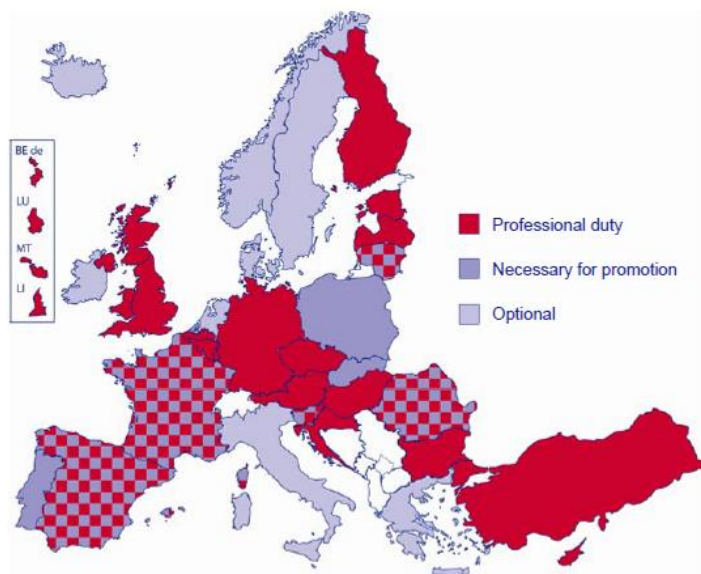 BE de
LU
MT
LI
Professional duty
Necessary for promotion
Optional